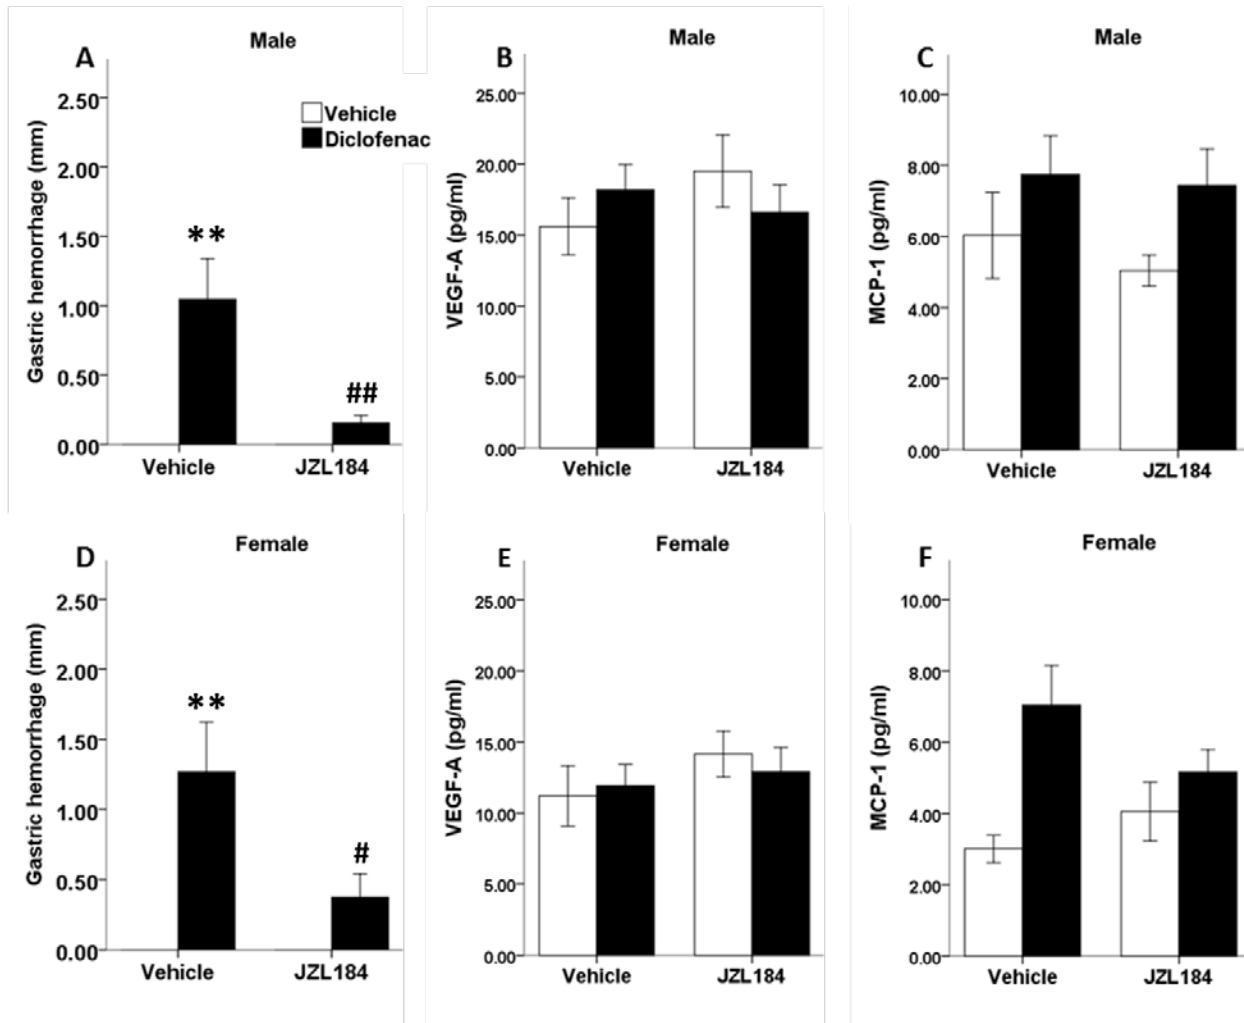 A
Male
Gastric hemorrhage (mm)
2.50
2.00
1.50
1.00
0.50
0.00
Vehicle
Diclofenac
**
##
Vehicle JZL184
B
Male
VEGF-A (pg/ml)
25.00
20.00
15.00
10.00
5.00
0.00
Vehicle JZL184
C
Male
MCP-1 (pg/ml)
10.00
8.00
6.00
4.00
2.00
0.00
Vehicle JZL184
D
Female
Gastric hemorrhage (mm)
2.50
2.00
1.50
1.00
0.50
0.00
**
#
Vehicle JZL184
E
Female
VEGF-A (pg/ml)
25.00
20.00
15.00
10.00
5.00
0.00
Vehicle JZL184
F
Female
MCP-1 (pg/ml)
10.00
8.00
6.00
4.00
2.00
0.00
Vehicle JZL184